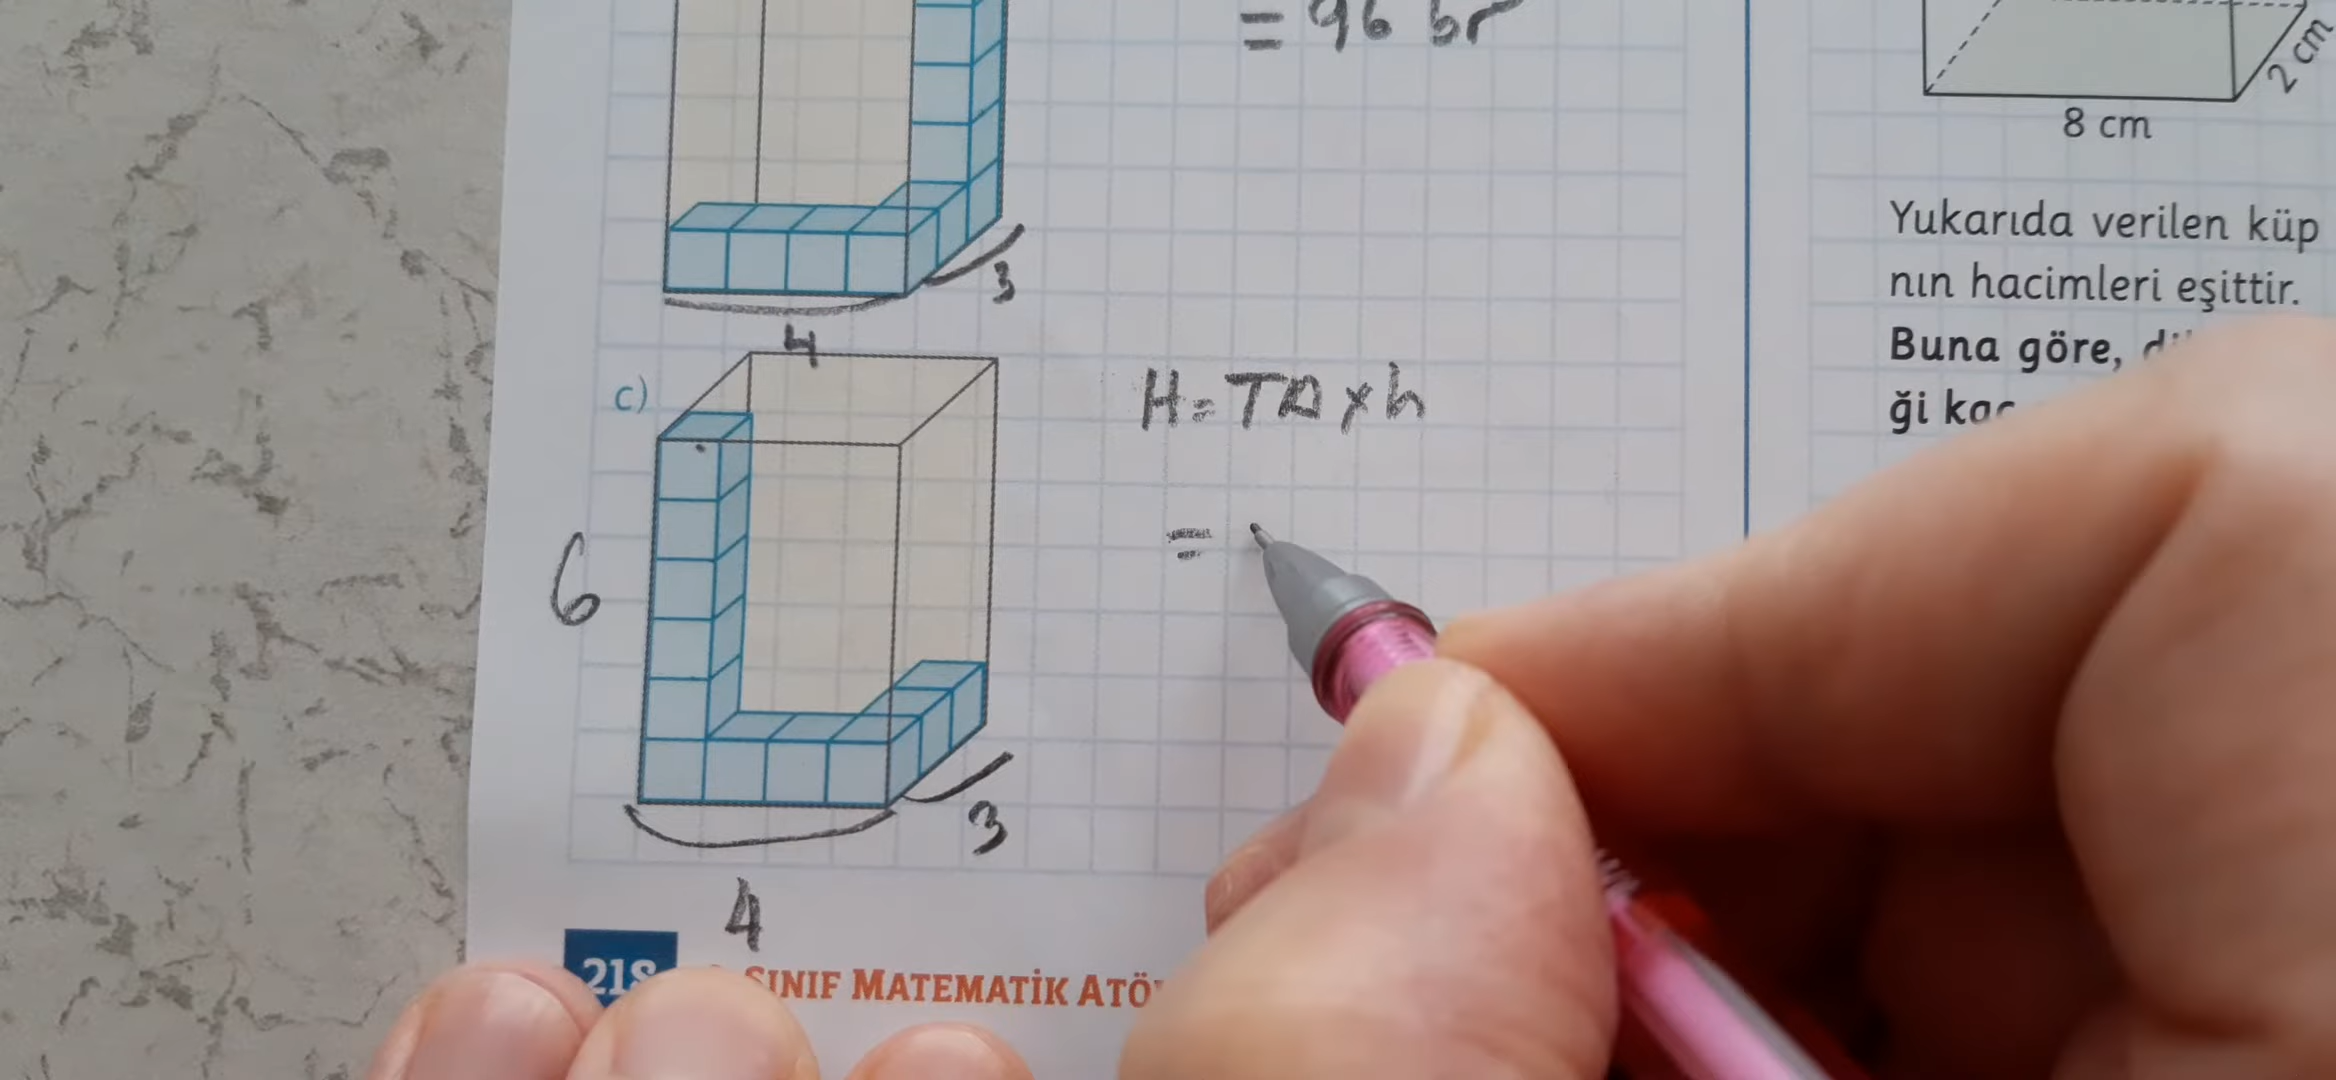 = 96 br
3
4
c)
H = TA x h
=
6
3
4
218
SINIF MATEMATİK ATÖ
2 cm
8 cm
Yukarıda verilen küp
nın hacimleri eşittir.
Buna göre,
ği